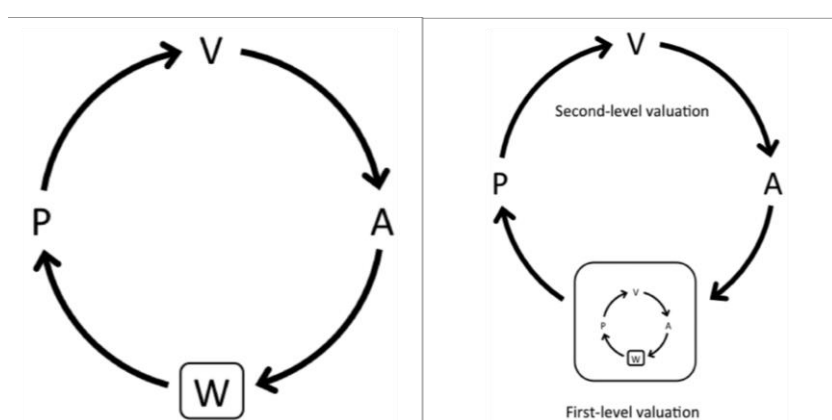 V
P
A
W
V
Second-level valuation
P
A
V
P
A
W
First-level valuation